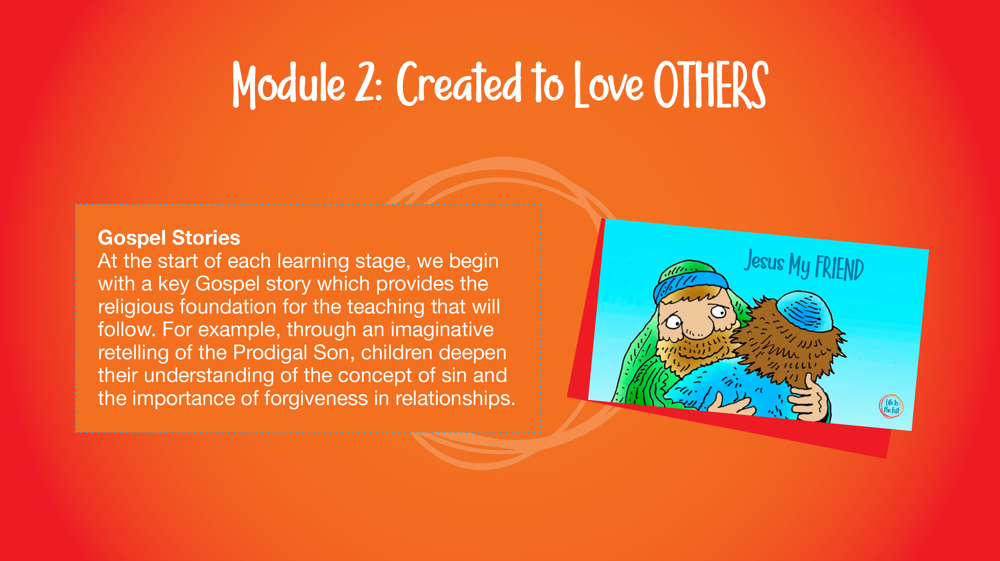 Module 2: Created to Love OTHERS
Gospel Stories
At the start of each learning stage, we begin
with a key Gospel story which provides the
religious foundation for the teaching that will
follow. For example, through an imaginative
retelling of the Prodigal Son, children deepen
their understanding of the concept of sin and
the importance of forgiveness in relationships.
Jesus My FRIEND
Life to
the Full